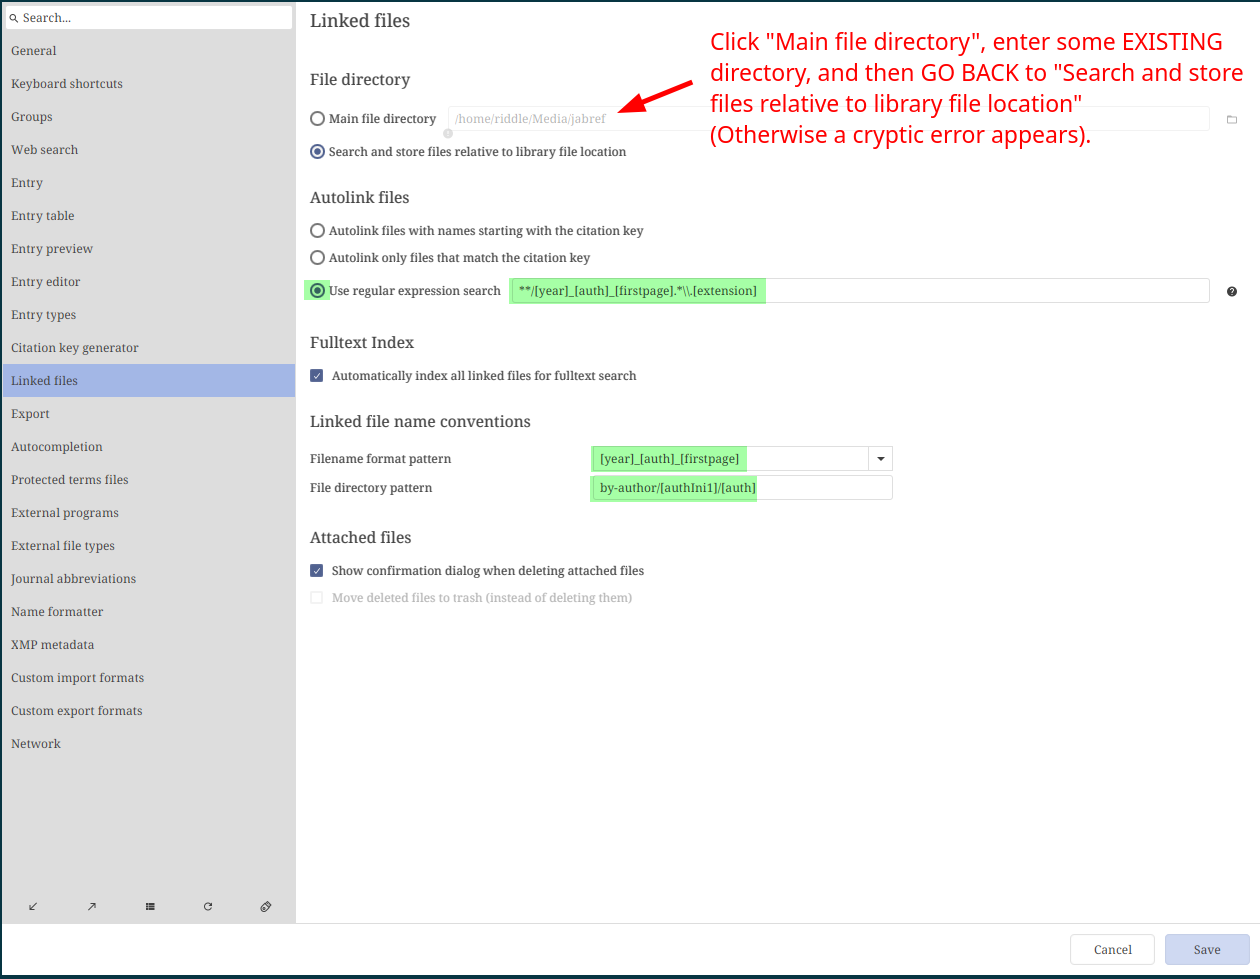 Search...
General
Keyboard shortcuts
Groups
Web search
Entry
Entry table
Entry preview
Entry editor
Entry types
Citation key generator
Linked files
Export
Autocompletion
Protected terms files
External programs
External file types
Journal abbreviations
Name formatter
XMP metadata
Custom import formats
Custom export formats
Network
Linked files
Click "Main file directory", enter some EXISTING
directory, and then GO BACK to "Search and store
files relative to library file location"
(Otherwise a cryptic error appears).
File directory
Main file directory /home/riddle/Media/jabref
Search and store files relative to library file location
Autolink files
Autolink files with names starting with the citation key
Autolink only files that match the citation key
Use regular expression search **/[year]_[auth]_[firstpage].*\\.[extension]
Fulltext Index
Automatically index all linked files for fulltext search
Linked file name conventions
Filename format pattern [year]_[auth]_[firstpage]
File directory pattern by-author/[authIni1]/[auth]
Attached files
Show confirmation dialog when deleting attached files
Move deleted files to trash (instead of deleting them)
Cancel Save